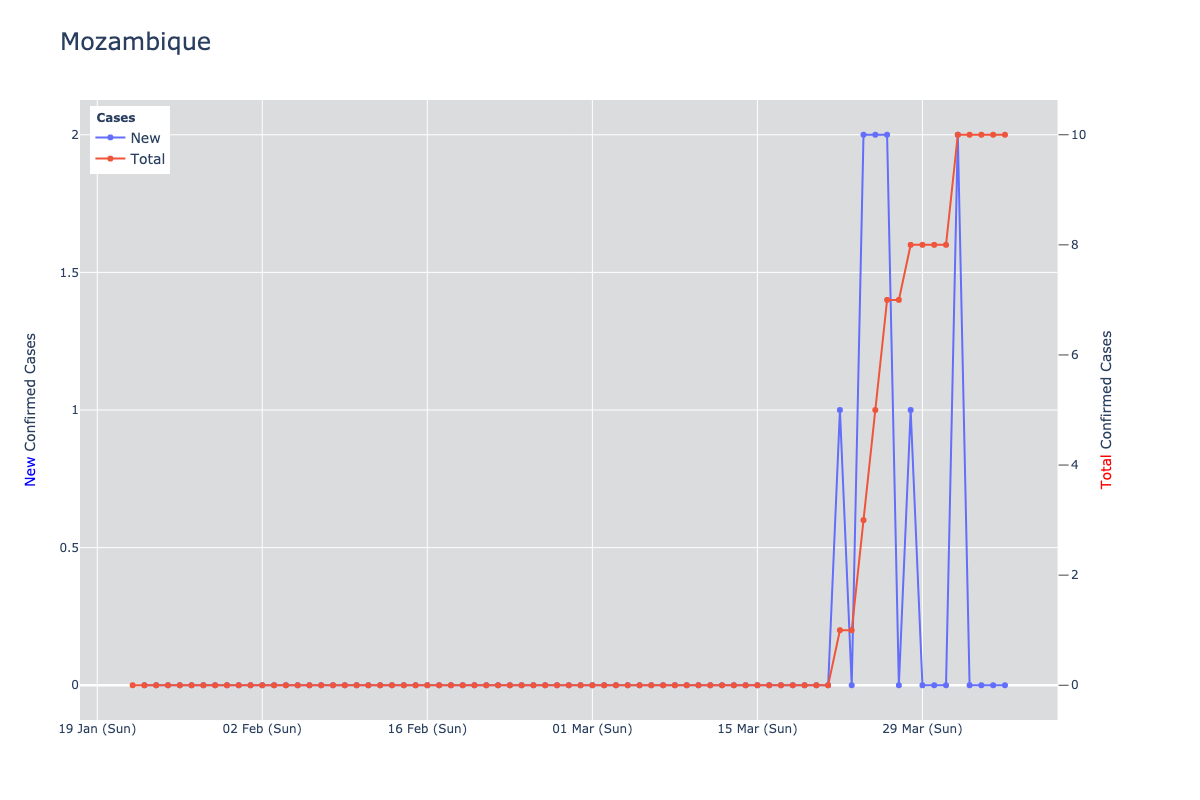 Mozambique
Cases
New
Total
2
1.5
1
0.5
0
10
8
6
4
2
0
New Confirmed Cases
Total Confirmed Cases
19 Jan (Sun)
02 Feb (Sun)
16 Feb (Sun)
01 Mar (Sun)
15 Mar (Sun)
29 Mar (Sun)